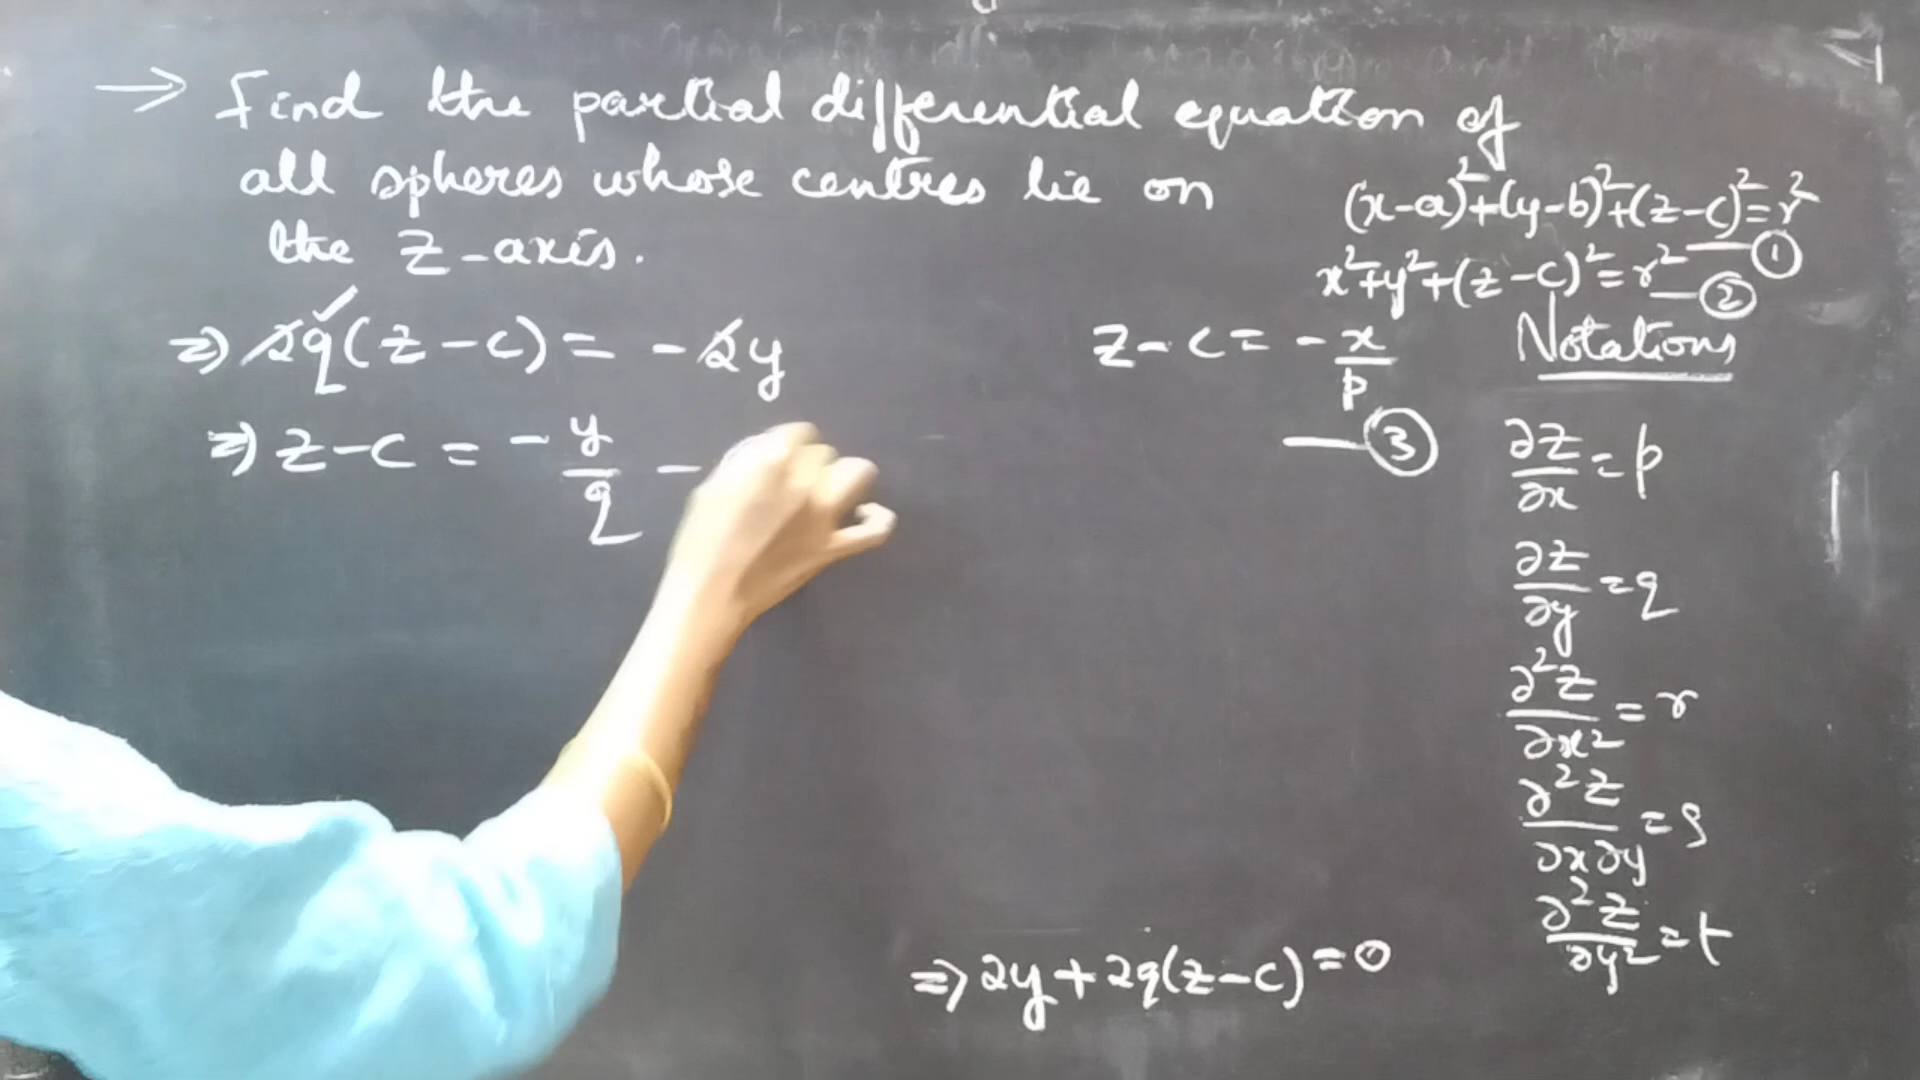 → Find the partial differential equation of
all spheres whose centres lie on
the Z-axis.
(x-a)²+(y-b)²+(z-c)²=r² —①
x²+y²+(z-c)²=r² —②
⇒ 2q(z-c) = -2y
⇒ z-c = -y/q -
z-c = -x/p
—③
Notations
∂z/∂x = p
∂z/∂y = q
∂²z/∂x² = r
∂²z/∂x∂y = s
∂²z/∂y² = t
⇒ 2y + 2q(z-c) = 0